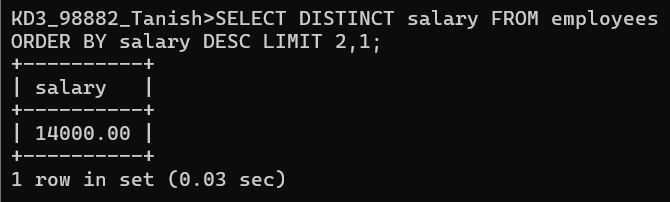 KD3_98882_Tanish>SELECT DISTINCT salary FROM employees
ORDER BY salary DESC LIMIT 2,1;
+----------+
| salary   |
+----------+
| 14000.00 |
+----------+
1 row in set (0.03 sec)